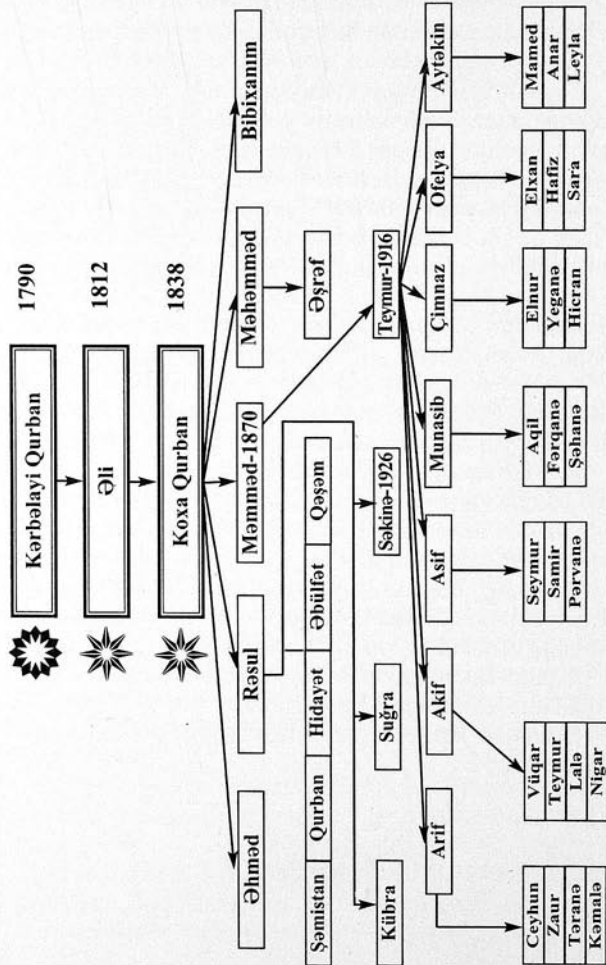 Kərbəlayi Qurban 1790
Əli 1812
Koxa Qurban 1838
Əhməd Rəsul Məmməd-1870 Məhəmməd Bibixanım
Şəmistan Qurban Hidayət Əbülfət Qəşəm Əşrəf
Kübra Suğra Səkinə-1926 Teymur-1916
Arif Akif Asif Munasib Çimnaz Ofelya Aytəkin
Ceyhun
Zaur
Təranə
Kəmalə
Vüqar
Teymur
Lalə
Nigar
Seymur
Samir
Pərvanə
Aqil
Fərqanə
Şəhanə
Elnur
Yeganə
Hicran
Elxan
Hafiz
Sara
Mamed
Anar
Leyla